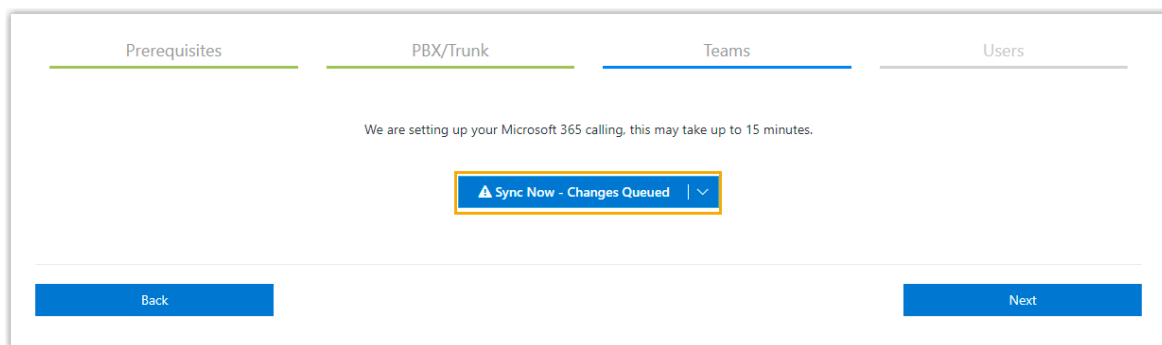 Prerequisites
PBX/Trunk
Teams
Users
We are setting up your Microsoft 365 calling, this may take up to 15 minutes.
Sync Now - Changes Queued
Back
Next